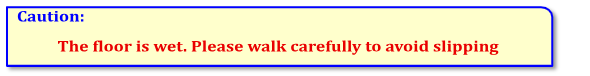 Caution:
The floor is wet. Please walk carefully to avoid slipping